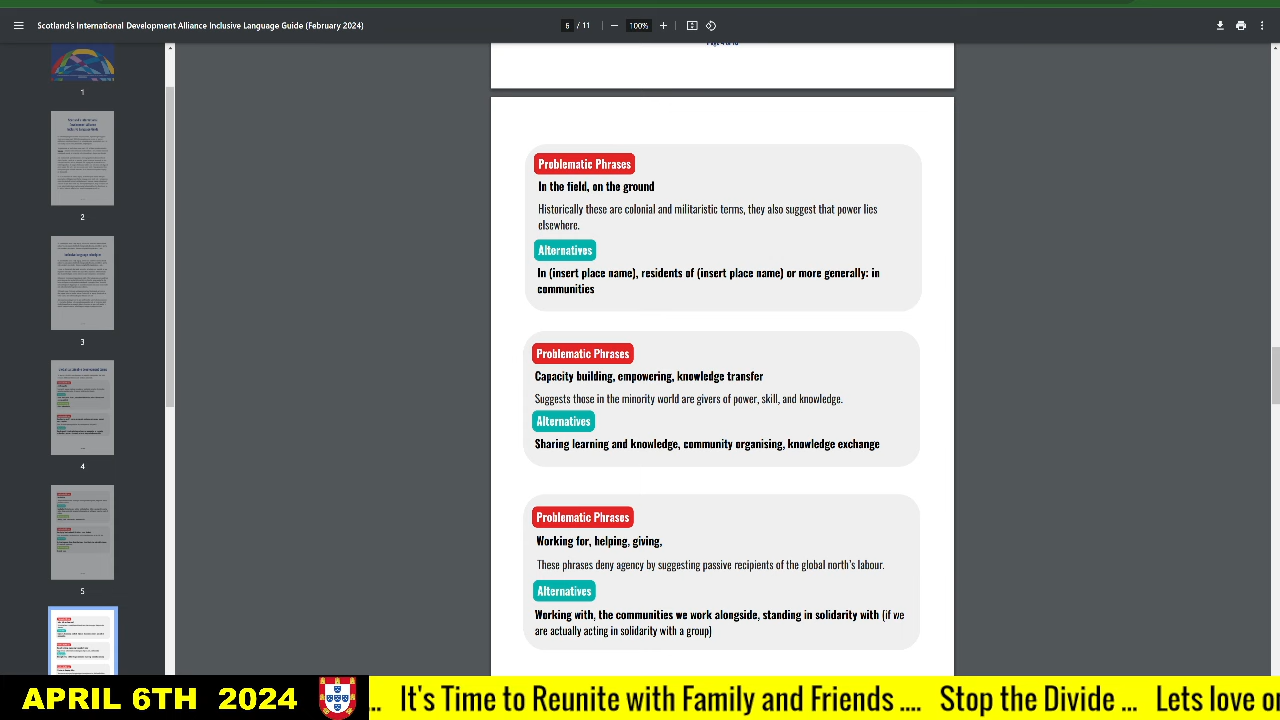 Scotland's International Development Alliance Inclusive Language Guide (February 2024)
6 / 11
100%
1
2
3
4
5
Problematic Phrases
In the field, on the ground
Historically these are colonial and militaristic terms, they also suggest that power lies
elsewhere.
Alternatives
In (insert place name), residents of (insert place name) or more generally: in
communities
Problematic Phrases
Capacity building, empowering, knowledge transfer
Suggests those in the minority world are givers of power, skill, and knowledge.
Alternatives
Sharing learning and knowledge, community organising, knowledge exchange
Problematic Phrases
Working for, helping, giving,
These phrases deny agency by suggesting passive recipients of the global north's labour.
Alternatives
Working with, the communities we work alongside, standing in solidarity with (if we
are actually acting in solidarity with a group)
APRIL 6TH 2024
.. It's Time to Reunite with Family and Friends .... Stop the Divide ... Lets love